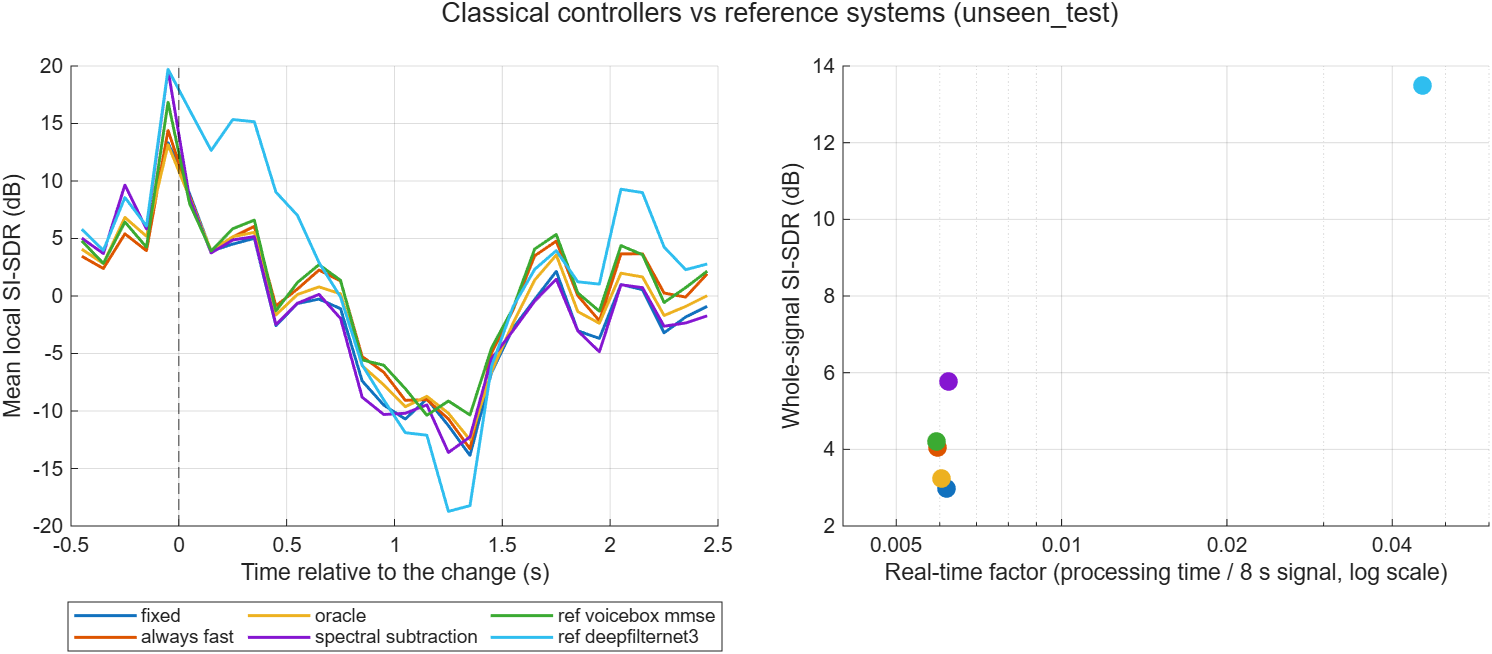 Classical controllers vs reference systems (unseen_test)
Mean local SI-SDR (dB)
20
15
10
5
0
-5
-10
-15
-20
-0.5 0 0.5 1 1.5 2 2.5
Time relative to the change (s)
fixed oracle ref voicebox mmse
always fast spectral subtraction ref deepfilternet3
Whole-signal SI-SDR (dB)
14
12
10
8
6
4
2
0.005 0.01 0.02 0.04
Real-time factor (processing time / 8 s signal, log scale)